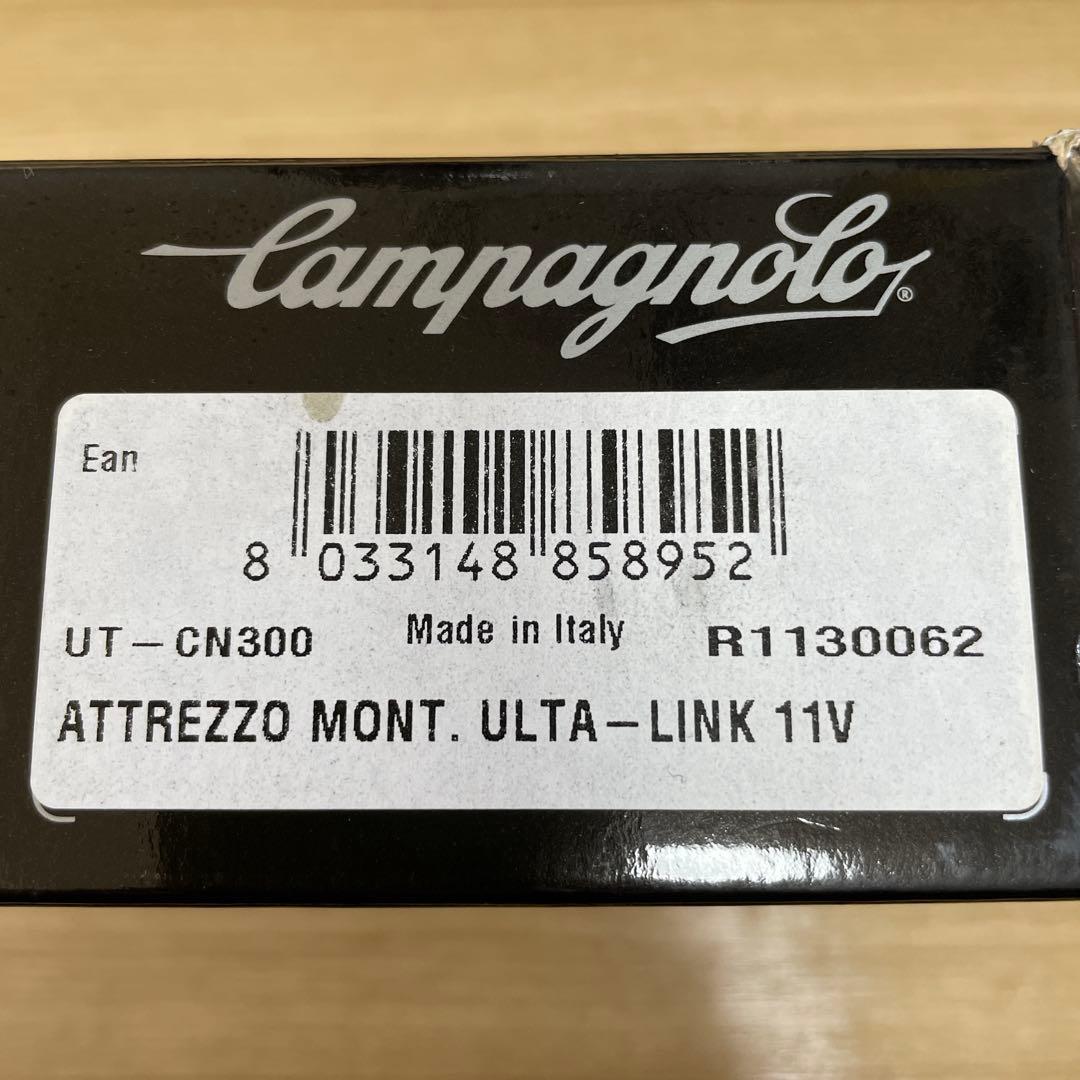 Campagnolo®
Ean
8 033148 858952
UT-CN300 Made in Italy R1130062
ATTREZZO MONT. ULTA-LINK 11V